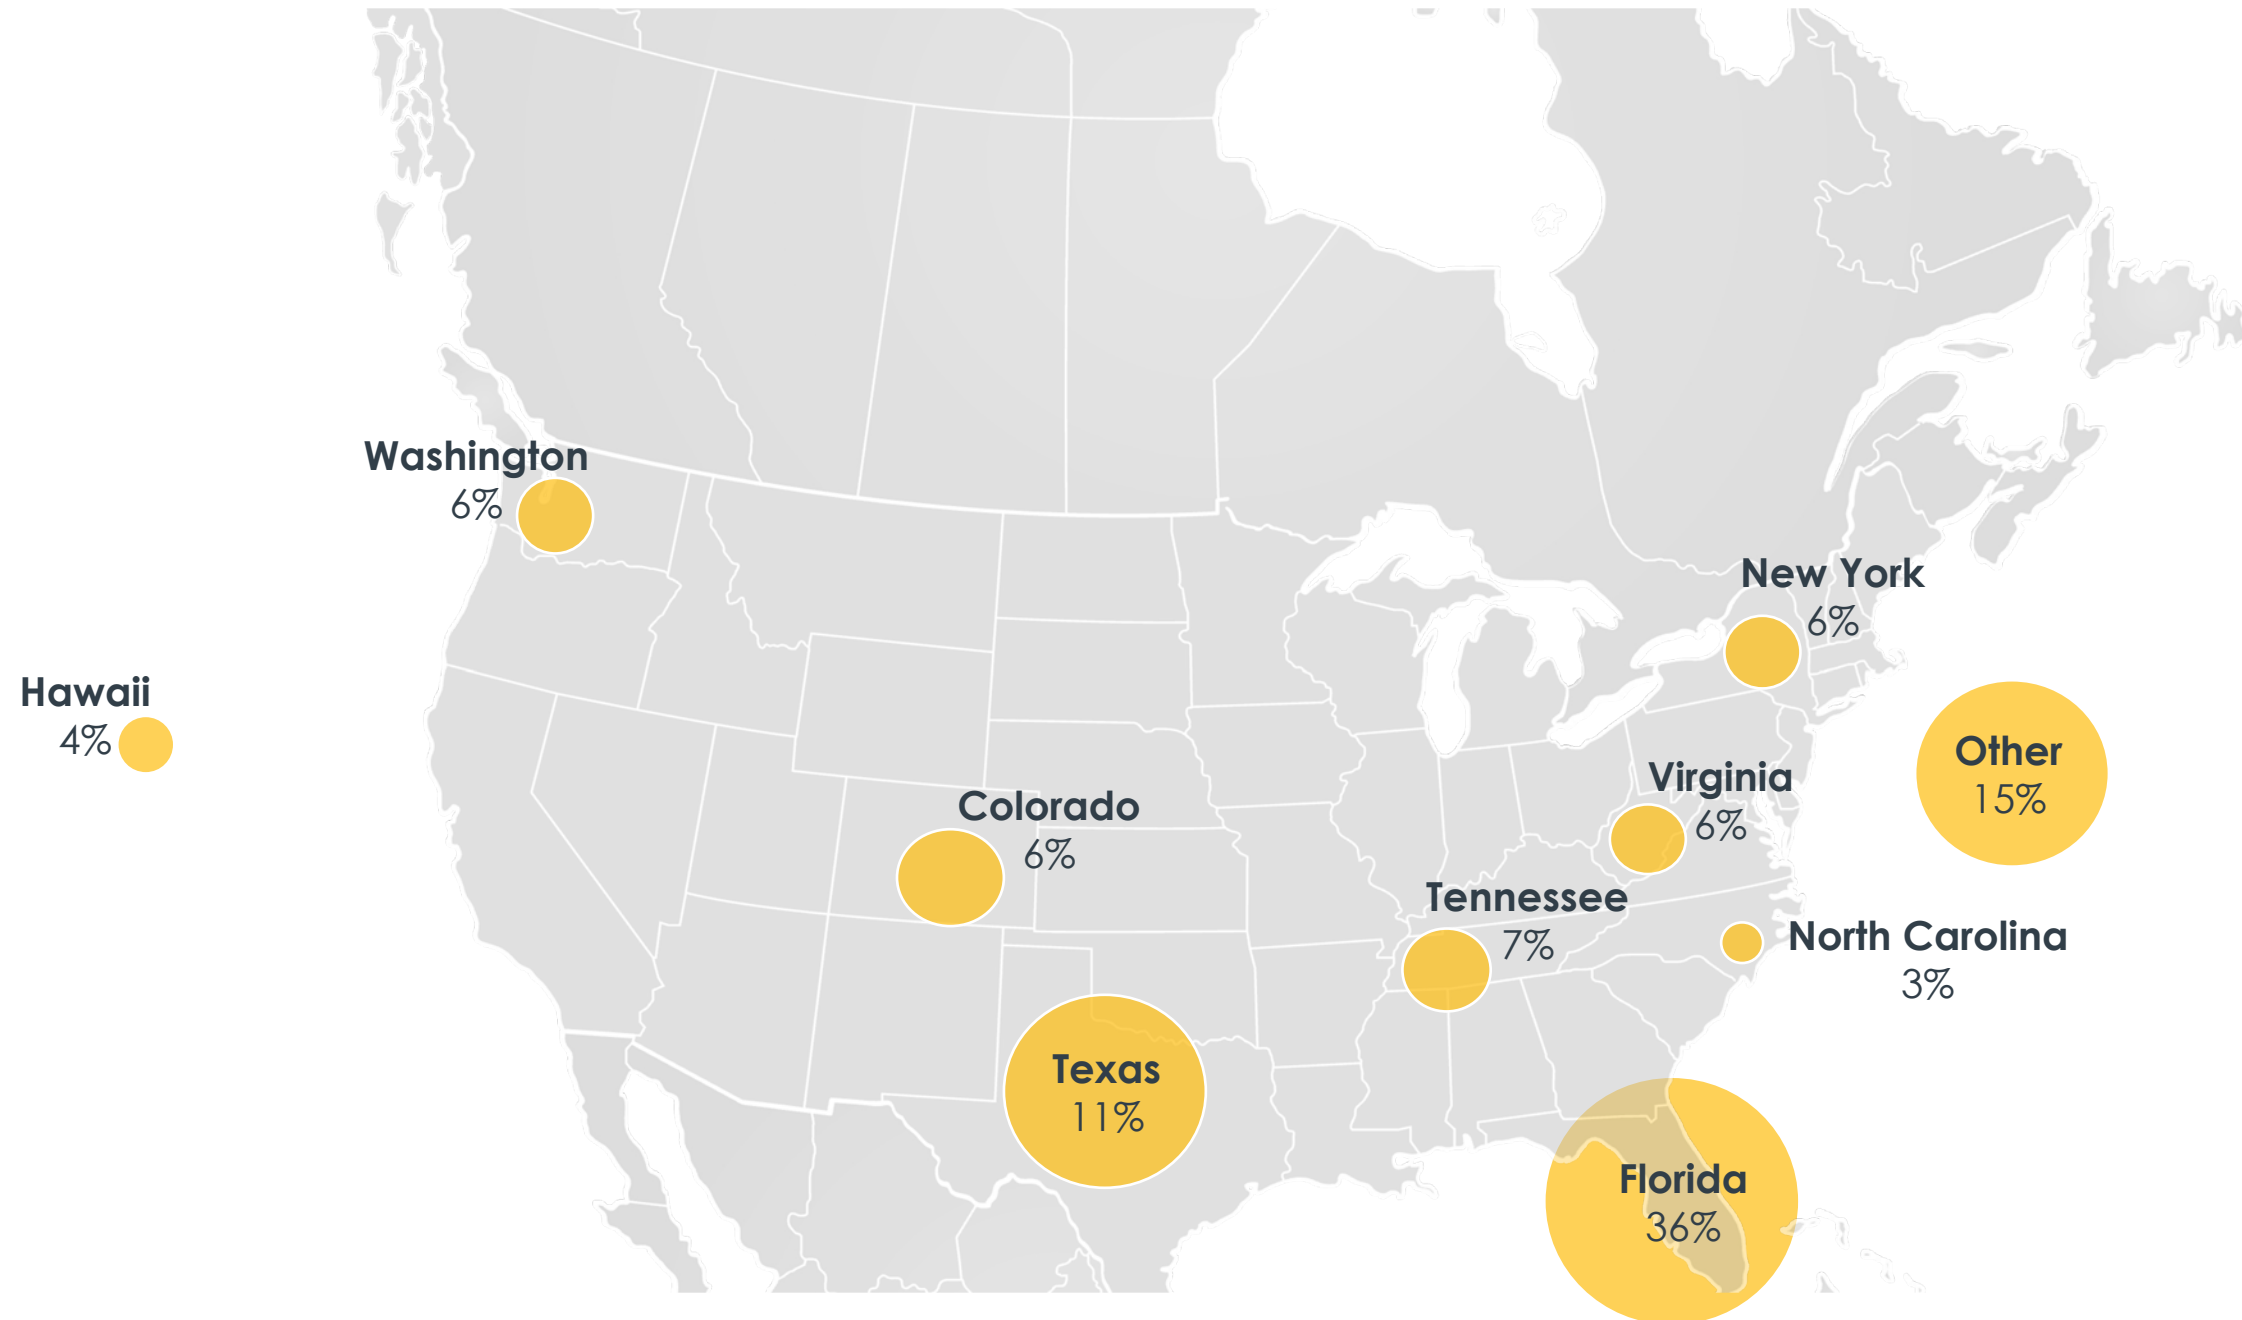 Washington
6%
New York
6%
Hawaii
4%
Other
15%
Virginia
6%
Colorado
6%
Tennessee
7%
North Carolina
3%
Texas
11%
Florida
36%